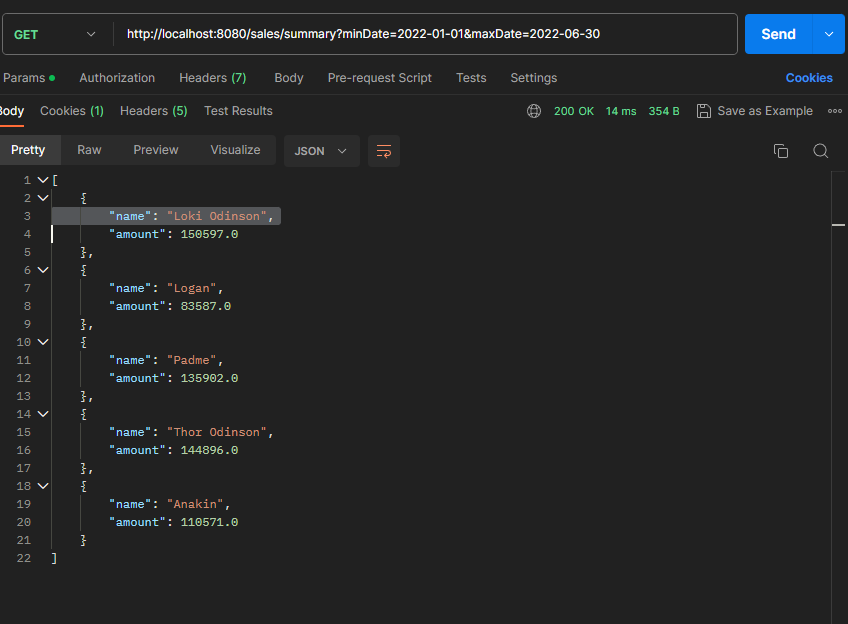 GET http://localhost:8080/sales/summary?minDate=2022-01-01&maxDate=2022-06-30 Send
Params Authorization Headers (7) Body Pre-request Script Tests Settings Cookies
Body Cookies (1) Headers (5) Test Results 200 OK 14 ms 354 B Save as Example
Pretty Raw Preview Visualize JSON
1 [
2 {
3 "name": "Loki Odinson",
4 "amount": 150597.0
5 },
6 {
7 "name": "Logan",
8 "amount": 83587.0
9 },
10 {
11 "name": "Padme",
12 "amount": 135902.0
13 },
14 {
15 "name": "Thor Odinson",
16 "amount": 144896.0
17 },
18 {
19 "name": "Anakin",
20 "amount": 110571.0
21 }
22 ]